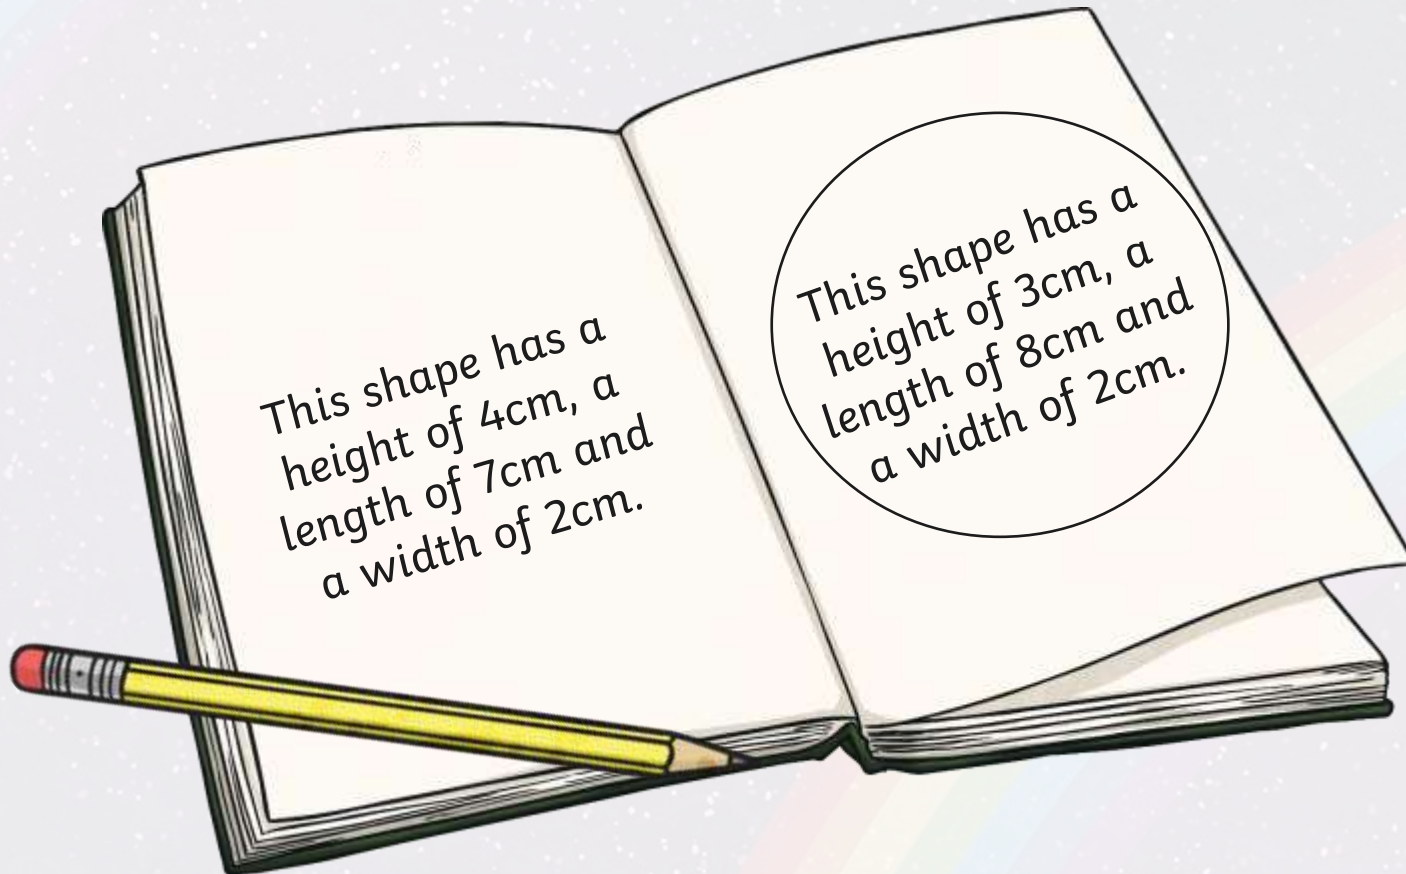 This shape has a
height of 4cm, a
length of 7cm and
a width of 2cm.
This shape has a
height of 3cm, a
length of 8cm and
a width of 2cm.